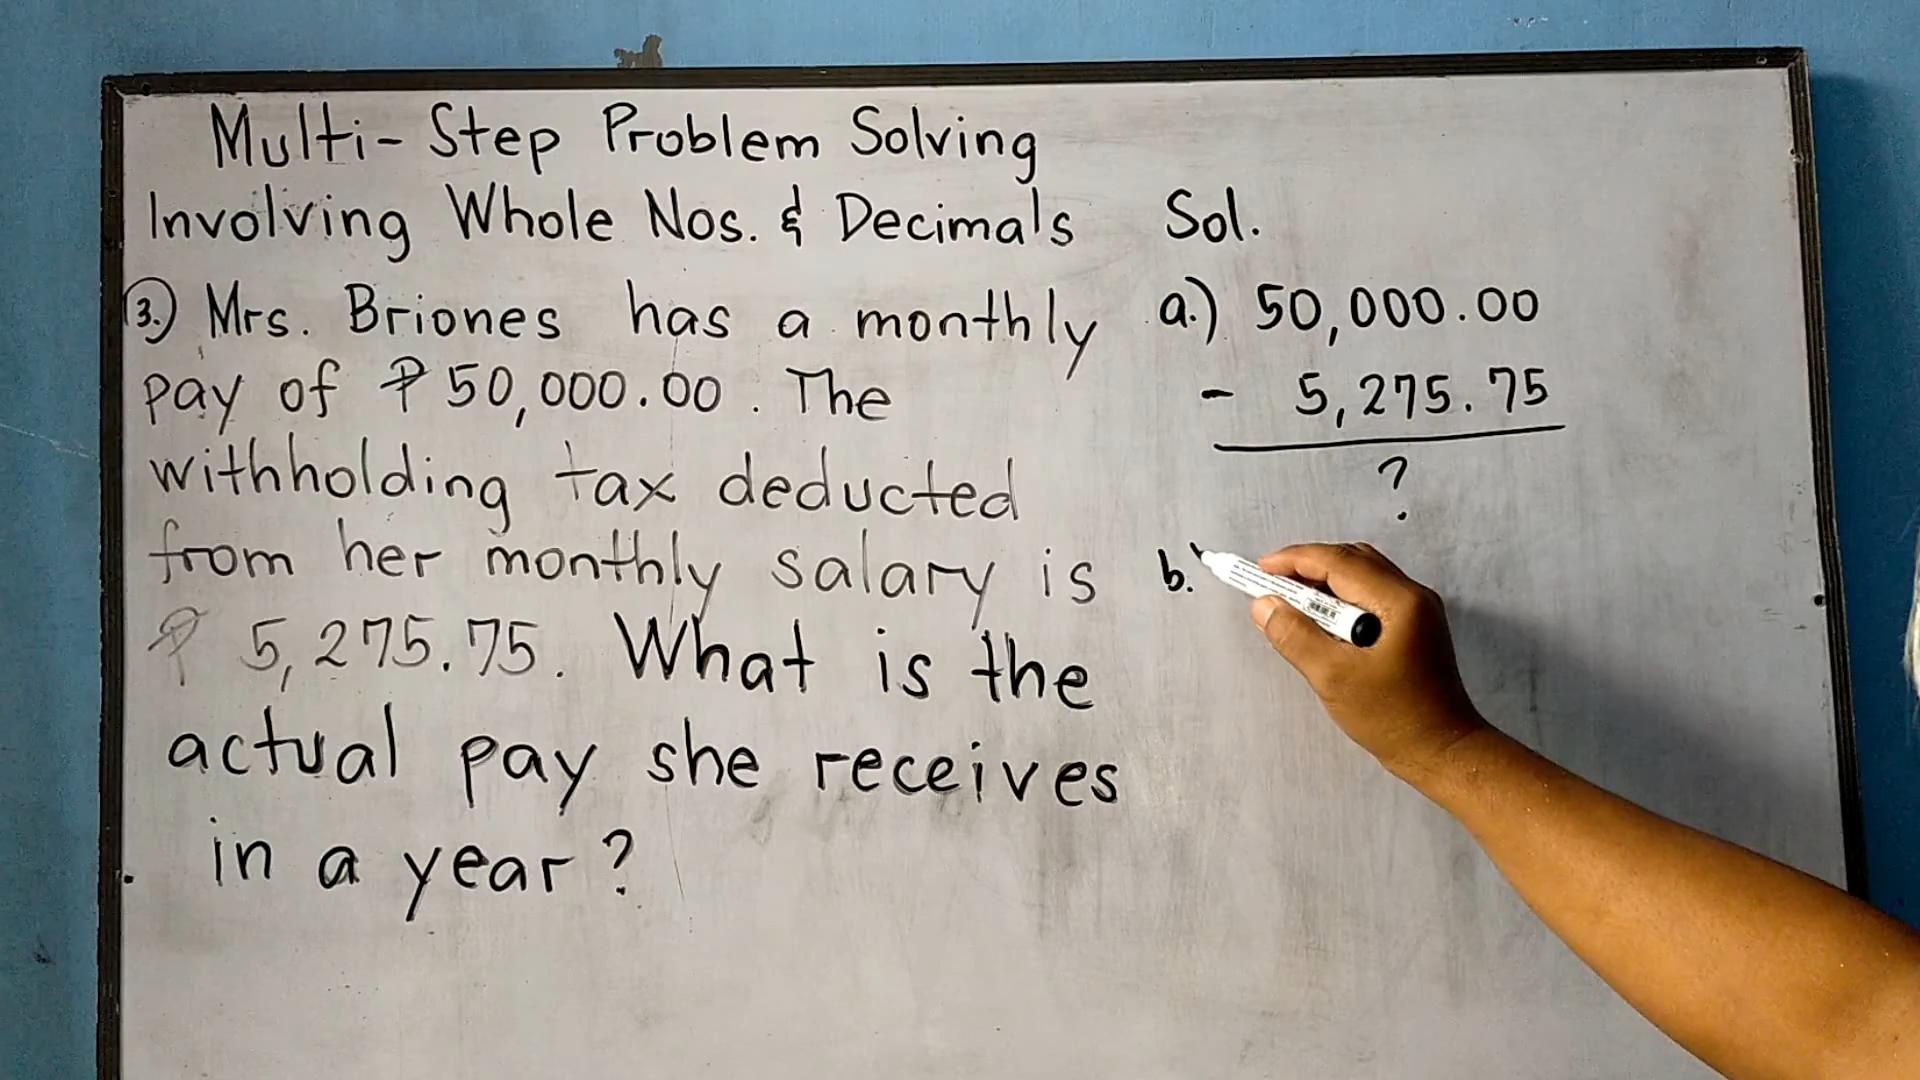 Multi-Step Problem Solving
Involving Whole Nos. & Decimals
3.) Mrs. Briones has a monthly
pay of ₱50,000.00. The
withholding tax deducted
from her monthly salary is
₱ 5,275.75. What is the
actual pay she receives
in a year?
Sol.
a.) 50,000.00
- 5,275.75
?
b.